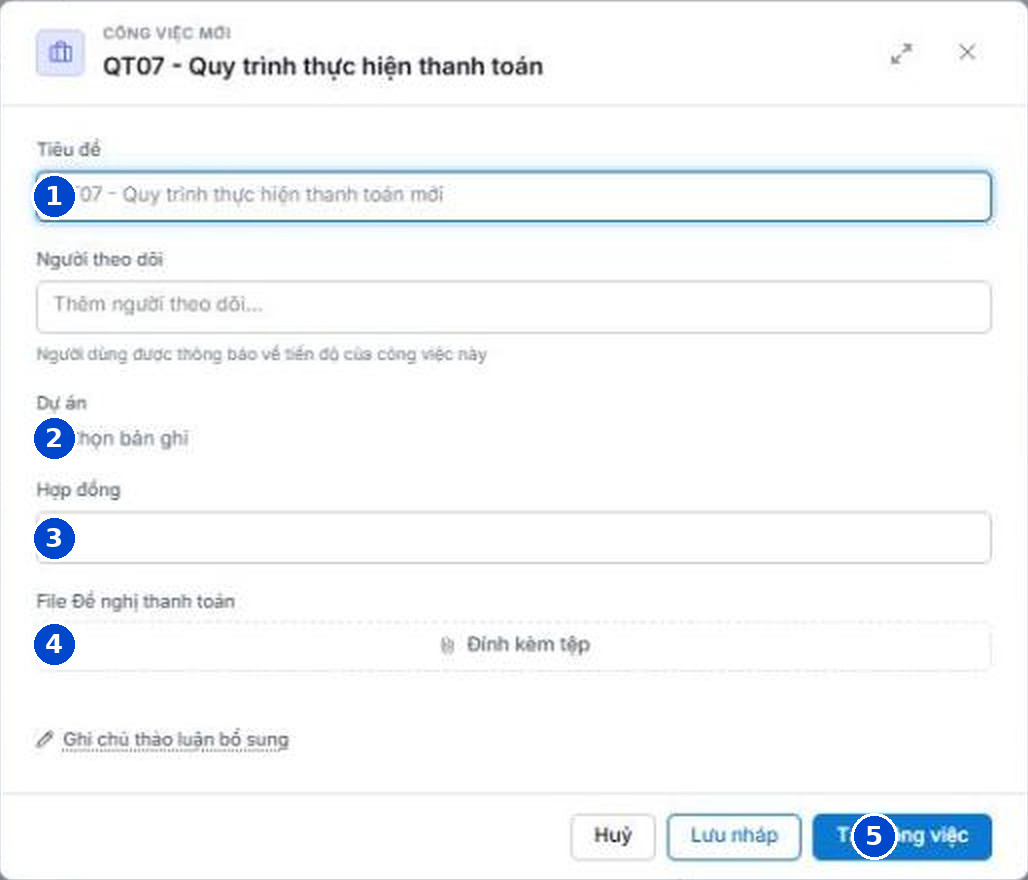 CÔNG VIỆC MỚI
QT07 - Quy trình thực hiện thanh toán
Tiêu đề
1 07 - Quy trình thực hiện thanh toán mới
Người theo dõi
Thêm người theo dõi...
Người dùng được thông báo về tiến độ của công việc này
Dự án
2 họn bản ghi
Hợp đồng
3
File Đề nghị thanh toán
4 Đính kèm tệp
Ghi chú thảo luận bổ sung
Huỷ Lưu nháp 5 việc